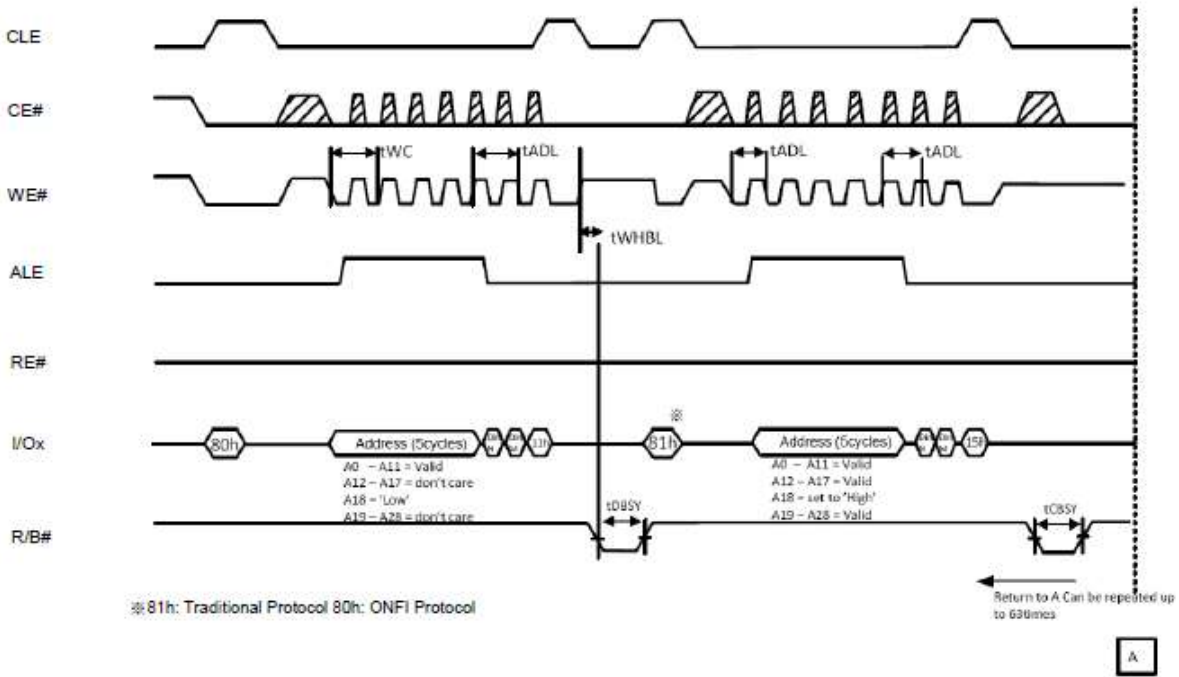 CLE
CE#
tWC
tADL
tADL
tADL
WE#
tWHBL
ALE
RE#
※
I/Ox
80h
Address (5cycles)
11h
81h
Address (5cycles)
15h
A0 – A11 = Valid
A12 – A17 = don't care
A18 = 'Low'
A19 – A28 = don't care
A0 – A11 = Valid
A12 – A17 = Valid
A18 = set to 'High'
A19 – A28 = Valid
tDBSY
tCBSY
R/B#
Return to A Can be repeated up
to 63times
※81h: Traditional Protocol 80h: ONFI Protocol
A